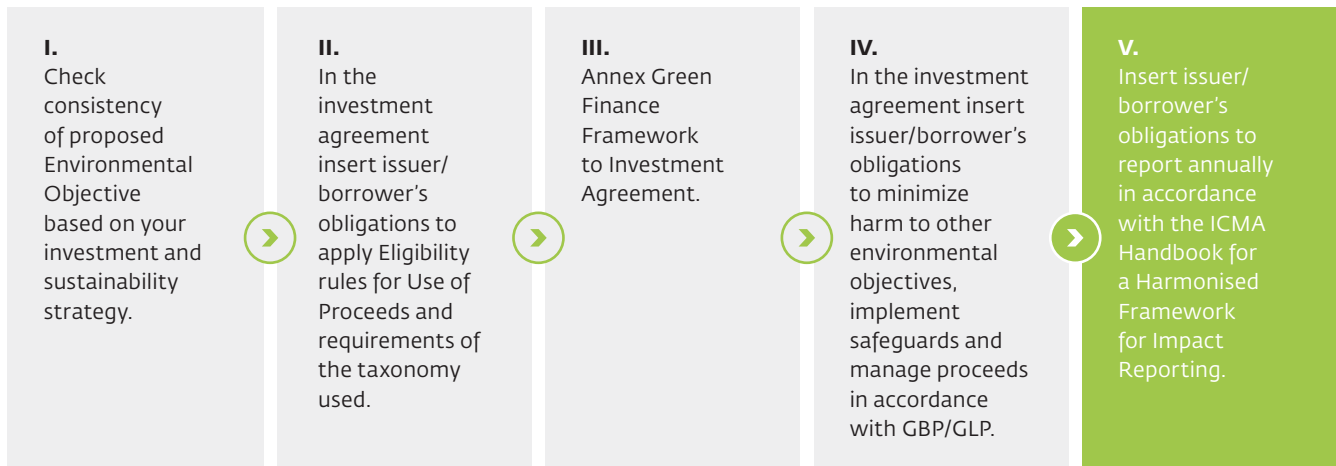 I.
Check
consistency
of proposed
Environmental
Objective
based on your
investment and
sustainability
strategy.
II.
In the
investment
agreement
insert issuer/
borrower's
obligations to
apply Eligibility
rules for Use of
Proceeds and
requirements of
the taxonomy
used.
III.
Annex Green
Finance
Framework
to Investment
Agreement.
IV.
In the investment
agreement insert
issuer/borrower's
obligations
to minimize
harm to other
environmental
objectives,
implement
safeguards and
manage proceeds
in accordance
with GBP/GLP.
V.
Insert issuer/
borrower's
obligations to
report annually
in accordance
with the ICMA
Handbook for
a Harmonised
Framework
for Impact
Reporting.